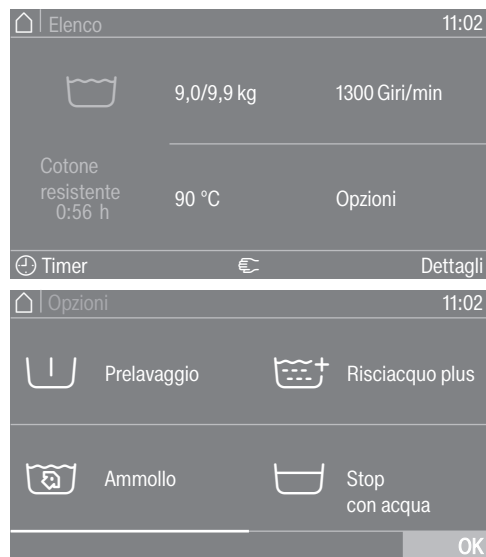 Elenco 11:02
9,0/9,9 kg 1300 Giri/min
Cotone
resistente
0:56 h
90 °C Opzioni
Timer Dettagli
Opzioni 11:02
Prelavaggio Risciacquo plus
Ammollo Stop
con acqua
OK